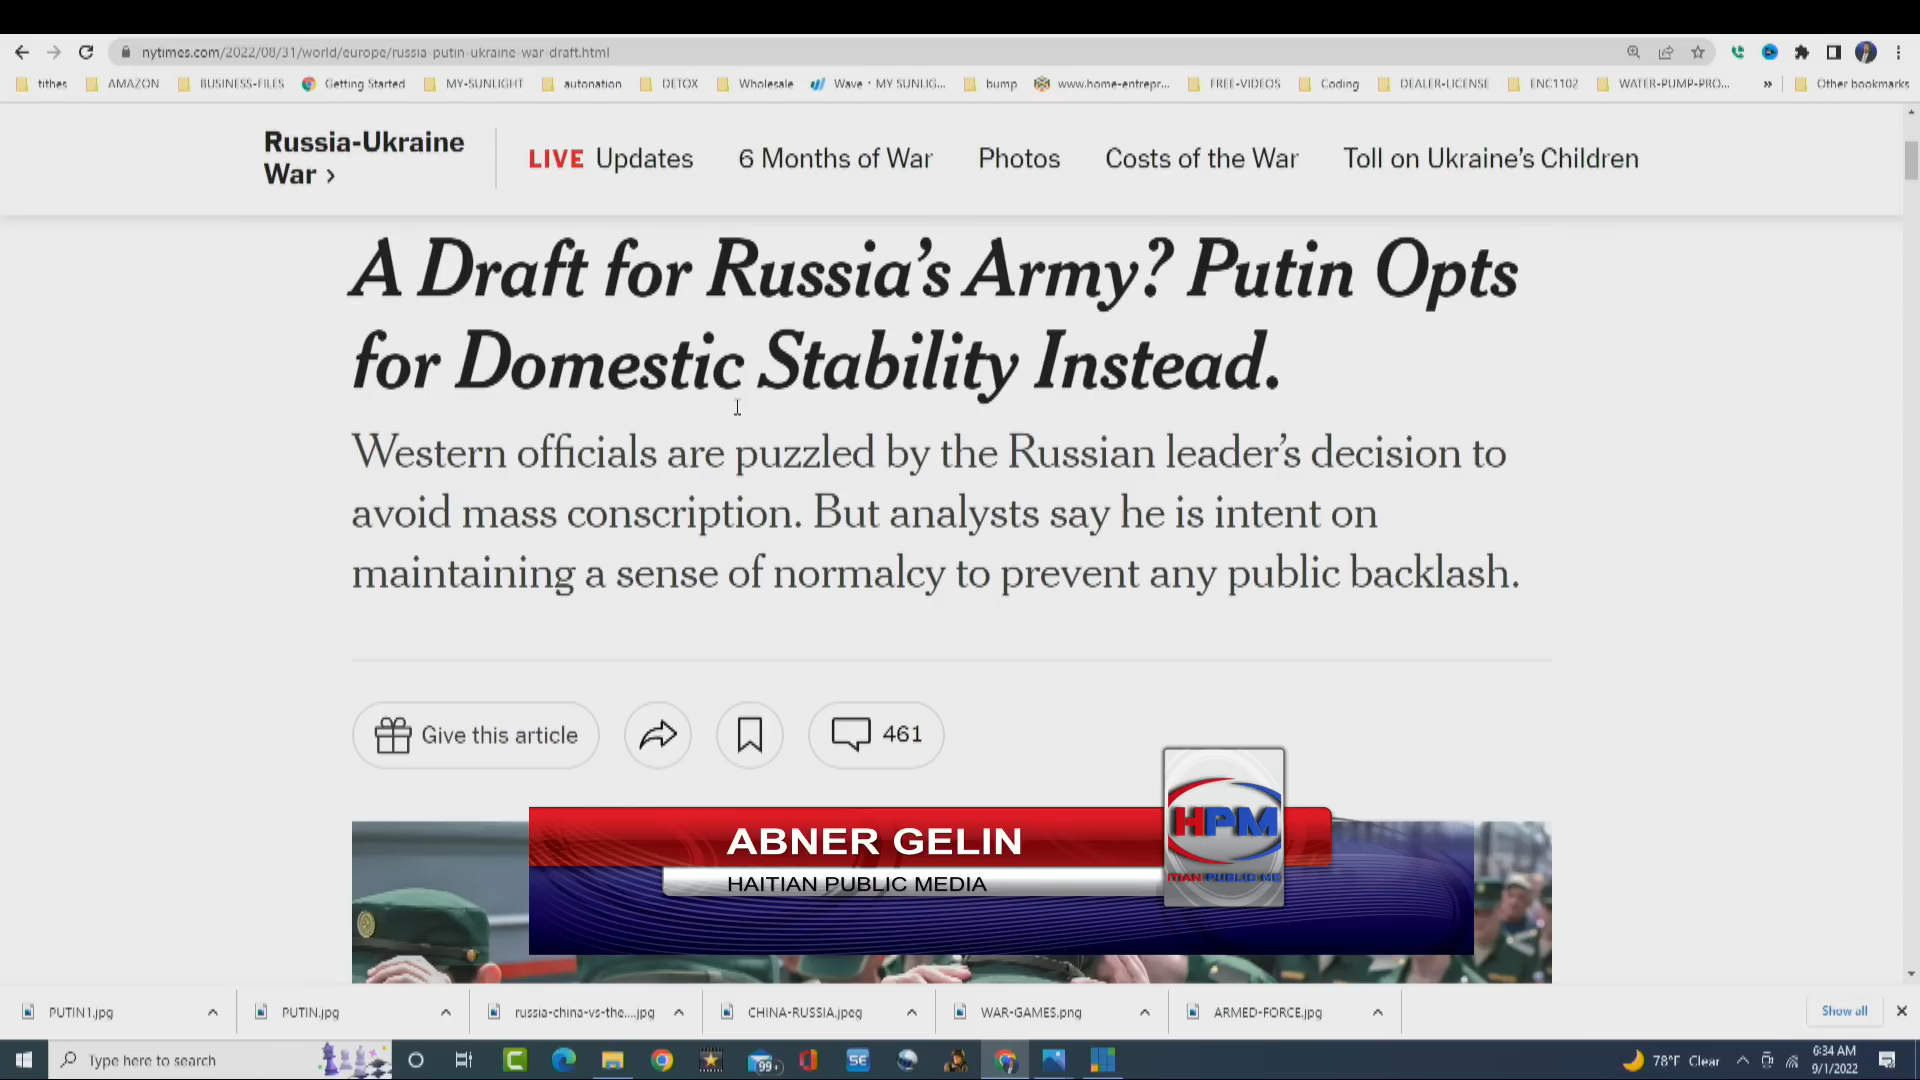 nytimes.com/2022/08/31/world/europe/russia-putin-ukraine-war-draft.html
tithes AMAZON BUSINESS-FILES Getting Started MY-SUNLIGHT autonation DETOX Wholesale Wave · MY SUNLIG... bump www.home-entrepr... FREE-VIDEOS Coding DEALER-LICENSE ENC1102 WATER-PUMP-PRO... » Other bookmarks
Russia-Ukraine
War ›
LIVE Updates 6 Months of War Photos Costs of the War Toll on Ukraine’s Children
A Draft for Russia’s Army? Putin Opts
for Domestic Stability Instead.
Western officials are puzzled by the Russian leader’s decision to
avoid mass conscription. But analysts say he is intent on
maintaining a sense of normalcy to prevent any public backlash.
Give this article 461
HPM
ABNER GELIN
HAITIAN PUBLIC MEDIA
PUTIN1.jpg PUTIN.jpg russia-china-vs-the....jpg CHINA-RUSSIA.jpeg WAR-GAMES.png ARMED-FORCE.jpg Show all
Type here to search 99+ SE 78°F Clear 6:34 AM
9/1/2022